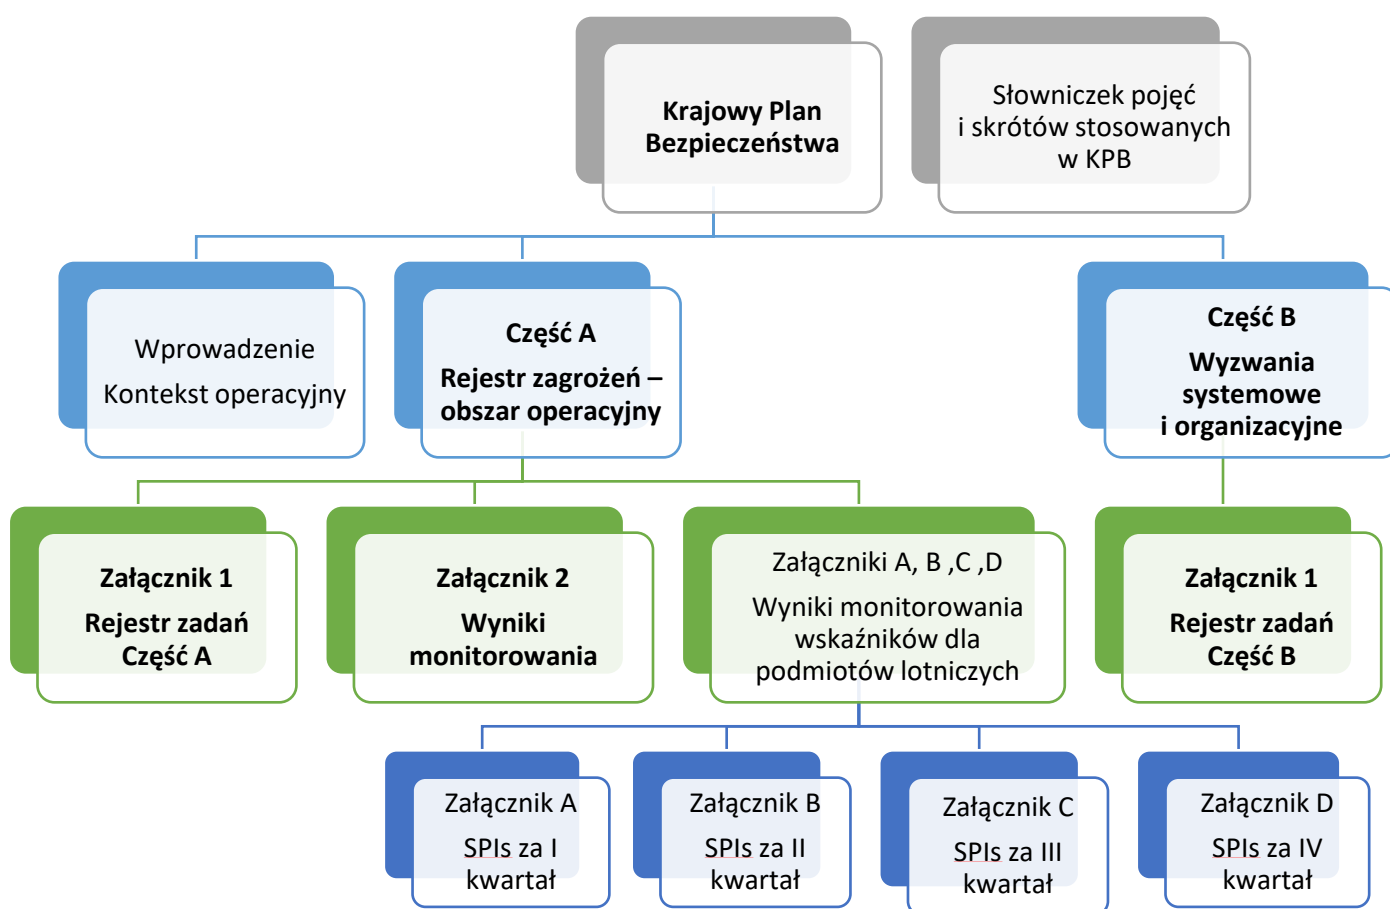 Krajowy Plan
Bezpieczeństwa
Słowniczek pojęć
i skrótów stosowanych
w KPB
Wprowadzenie
Kontekst operacyjny
Część A
Rejestr zagrożeń –
obszar operacyjny
Część B
Wyzwania
systemowe
i organizacyjne
Załącznik 1
Rejestr zadań
Część A
Załącznik 2
Wyniki
monitorowania
Załączniki A, B ,C ,D
Wyniki monitorowania
wskaźników dla
podmiotów lotniczych
Załącznik 1
Rejestr zadań
Część B
Załącznik A
SPIs za I
kwartał
Załącznik B
SPIs za II
kwartał
Załącznik C
SPIs za III
kwartał
Załącznik D
SPIs za IV
kwartał